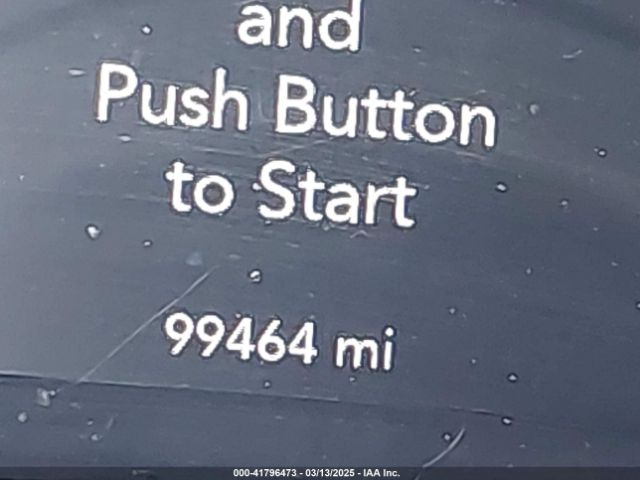 and
Push Button
to Start
99464 mi
000-41796473 - 03/13/2025 - IAA Inc.